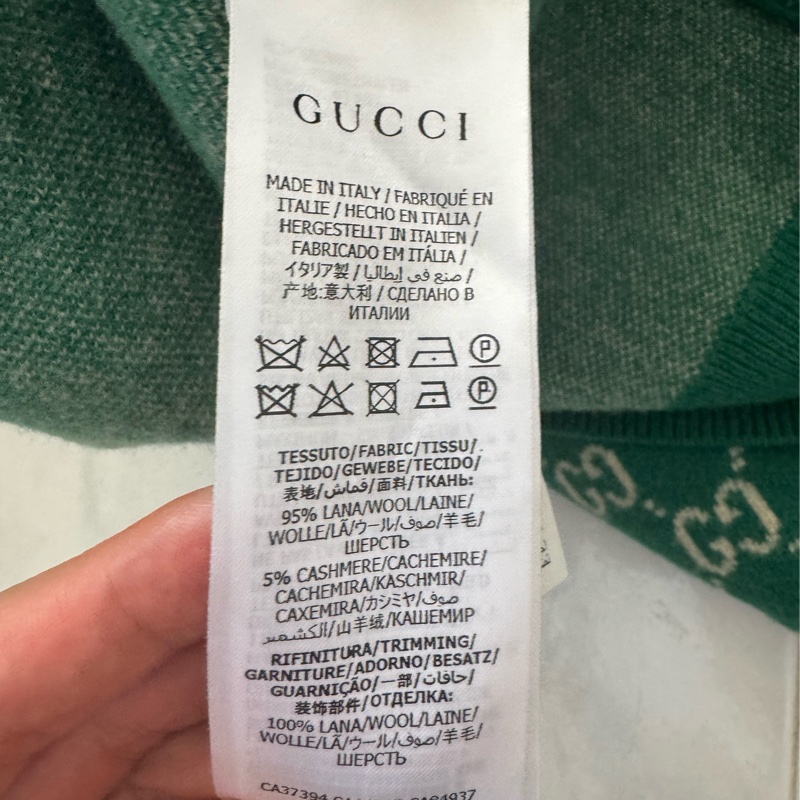 GUCCI
MADE IN ITALY / FABRIQUÉ EN
ITALIE / HECHO EN ITALIA /
HERGESTELLT IN ITALIEN /
FABRICADO EM ITÁLIA /
イタリア製 / صنع في إيطاليا /
产地:意大利 / СДЕЛАНО В
ИТАЛИИ
P
P
TESSUTO/FABRIC/TISSU/
TEJIDO/GEWEBE/TECIDO/
表地/قماش/面料/ТКАНЬ:
95% LANA/WOOL/LAINE/
WOLLE/LÃ/ウール/صوف/羊毛/
ШЕРСТЬ
5% CASHMERE/CACHEMIRE/
CACHEMIRA/KASCHMIR/
CAXEMIRA/カシミヤ/صوف
الكشمير/山羊绒/КАШЕМИР
RIFINITURA/TRIMMING/
GARNITURE/ADORNO/BESATZ/
GUARNIÇÃO/一部/حافات/
装饰部件/ОТДЕЛКА:
100% LANA/WOOL/LAINE/
WOLLE/LÃ/ウール/صوف/羊毛/
ШЕРСТЬ
CA37394